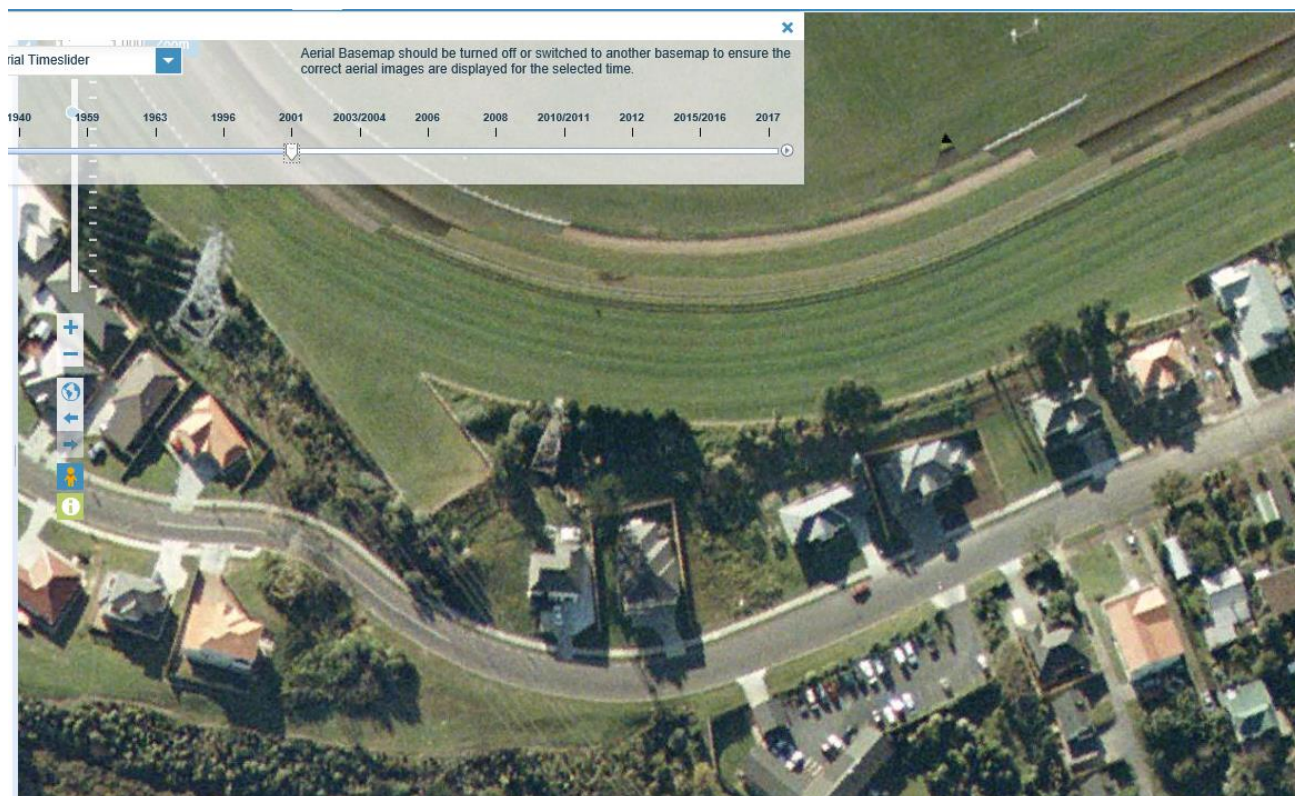 Zoom
rial Timeslider
Aerial Basemap should be turned off or switched to another basemap to ensure the
correct aerial images are displayed for the selected time.
1940 1959 1963 1996 2001 2003/2004 2006 2008 2010/2011 2012 2015/2016 2017